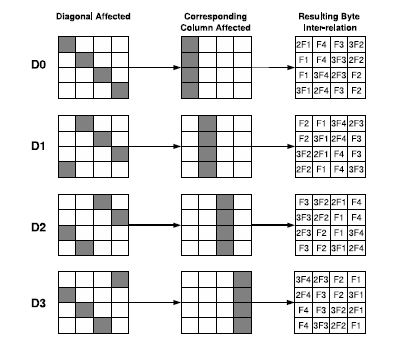 Diagonal Affected
Corresponding
Column Affected
Resulting Byte
Inter-relation
D0
2F1 F4 F3 3F2
F1 F4 3F3 2F2
F1 3F4 2F3 F2
3F1 2F4 F3 F2
D1
F2 F1 3F4 2F3
F2 3F1 2F4 F3
3F2 2F1 F4 F3
2F2 F1 F4 3F3
D2
F3 3F2 2F1 F4
3F3 2F2 F1 F4
2F3 F2 F1 3F4
F3 F2 3F1 2F4
D3
3F4 2F3 F2 F1
2F4 F3 F2 3F1
F4 F3 3F2 2F1
F4 3F3 2F2 F1